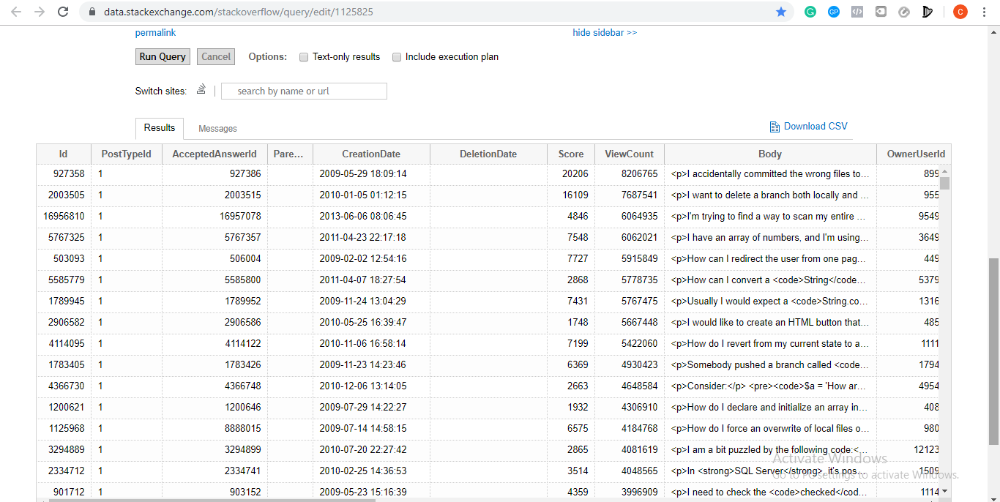 data.stackexchange.com/stackoverflow/query/edit/1125825 G GP </> C
permalink hide sidebar >>
Run Query Cancel Options: Text-only results Include execution plan
Switch sites: | search by name or url
Results Messages Download CSV
Id PostTypeId AcceptedAnswerId Pare... CreationDate DeletionDate Score ViewCount Body OwnerUserId
927358 1 927386 2009-05-29 18:09:14 20206 8206765 <p>I accidentally committed the wrong files to... 899
2003505 1 2003515 2010-01-05 01:12:15 16109 7687541 <p>I want to delete a branch both locally and ... 955
16956810 1 16957078 2013-06-06 08:06:45 4846 6064935 <p>I'm trying to find a way to scan my entire ... 9549
5767325 1 5767357 2011-04-23 22:17:18 7548 6062021 <p>I have an array of numbers, and I'm using... 3649
503093 1 506004 2009-02-02 12:54:16 7727 5915849 <p>How can I redirect the user from one pag... 449
5585779 1 5585800 2011-04-07 18:27:54 2868 5778735 <p>How can I convert a <code>String</code... 5379
1789945 1 1789952 2009-11-24 13:04:29 7431 5767475 <p>Usually I would expect a <code>String.co... 1316
2906582 1 2906586 2010-05-25 16:39:47 1748 5667448 <p>I would like to create an HTML button that... 485
4114095 1 4114122 2010-11-06 16:58:14 7199 5422060 <p>How do I revert from my current state to a... 1111
1783405 1 1783426 2009-11-23 14:23:46 6369 4930423 <p>Somebody pushed a branch called <code... 1794
4366730 1 4366748 2010-12-06 13:14:05 2663 4648584 <p>Consider:</p> <pre><code>$a = 'How ar... 4954
1200621 1 1200646 2009-07-29 14:22:27 1932 4306910 <p>How do I declare and initialize an array in... 408
1125968 1 8888015 2009-07-14 14:58:15 6575 4184768 <p>How do I force an overwrite of local files o... 980
3294889 1 3294899 2010-07-20 22:27:42 2865 4081619 <p>I am a bit puzzled by the following code:<... 12123
Activate Windows
2334712 1 2334741 2010-02-25 14:36:53 3514 4048565 <p>In <strong>SQL Server</strong>, it's pos... 1509
Go to PC settings to activate Windows.
901712 1 903152 2009-05-23 15:16:39 4359 3996909 <p>I need to check the <code>checked</cod... 1114